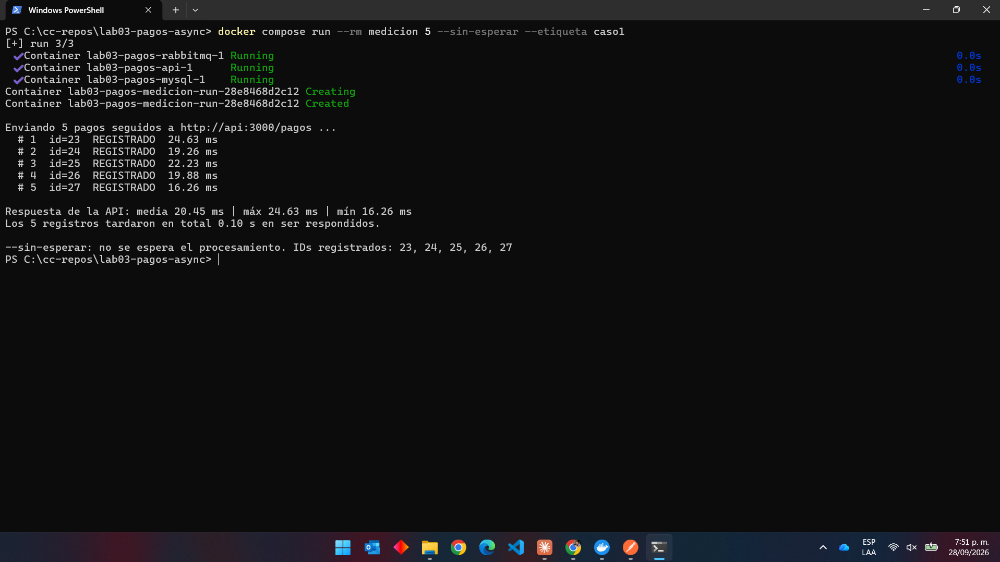 Windows PowerShell
PS C:\cc-repos\lab03-pagos-async> docker compose run --rm medicion 5 --sin-esperar --etiqueta caso1
[+] run 3/3
✔Container lab03-pagos-rabbitmq-1 Running 0.0s
✔Container lab03-pagos-api-1 Running 0.0s
✔Container lab03-pagos-mysql-1 Running 0.0s
Container lab03-pagos-medicion-run-28e8468d2c12 Creating
Container lab03-pagos-medicion-run-28e8468d2c12 Created
Enviando 5 pagos seguidos a http://api:3000/pagos ...
# 1 id=23 REGISTRADO 24.63 ms
# 2 id=24 REGISTRADO 19.26 ms
# 3 id=25 REGISTRADO 22.23 ms
# 4 id=26 REGISTRADO 19.88 ms
# 5 id=27 REGISTRADO 16.26 ms
Respuesta de la API: media 20.45 ms | máx 24.63 ms | mín 16.26 ms
Los 5 registros tardaron en total 0.10 s en ser respondidos.
--sin-esperar: no se espera el procesamiento. IDs registrados: 23, 24, 25, 26, 27
PS C:\cc-repos\lab03-pagos-async>
ESP
LAA
7:51 p. m.
28/09/2026